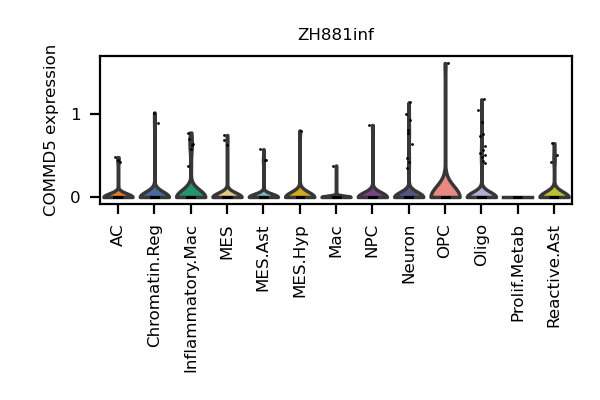 ZH881inf
COMMD5 expression
1
0
AC
Chromatin.Reg
Inflammatory.Mac
MES
MES.Ast
MES.Hyp
Mac
NPC
Neuron
OPC
Oligo
Prolif.Metab
Reactive.Ast